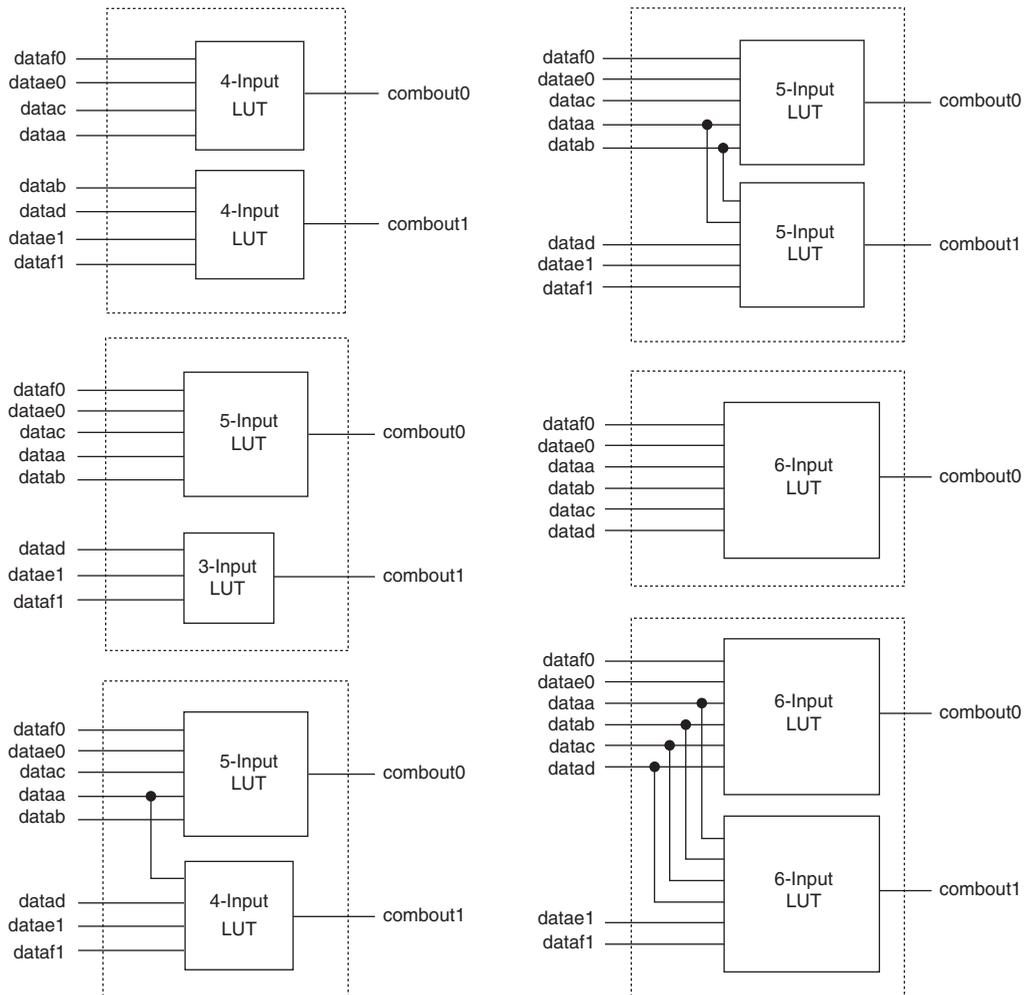 dataf0
datae0
datac
dataa
4-Input
LUT
combout0
datab
datad
datae1
dataf1
4-Input
LUT
combout1
dataf0
datae0
datac
dataa
datab
5-Input
LUT
combout0
datad
datae1
dataf1
3-Input
LUT
combout1
dataf0
datae0
datac
dataa
datab
5-Input
LUT
combout0
datad
datae1
dataf1
4-Input
LUT
combout1
dataf0
datae0
datac
dataa
datab
5-Input
LUT
combout0
datad
datae1
dataf1
5-Input
LUT
combout1
dataf0
datae0
dataa
datab
datac
datad
6-Input
LUT
combout0
dataf0
datae0
dataa
datab
datac
datad
6-Input
LUT
combout0
datae1
dataf1
6-Input
LUT
combout1